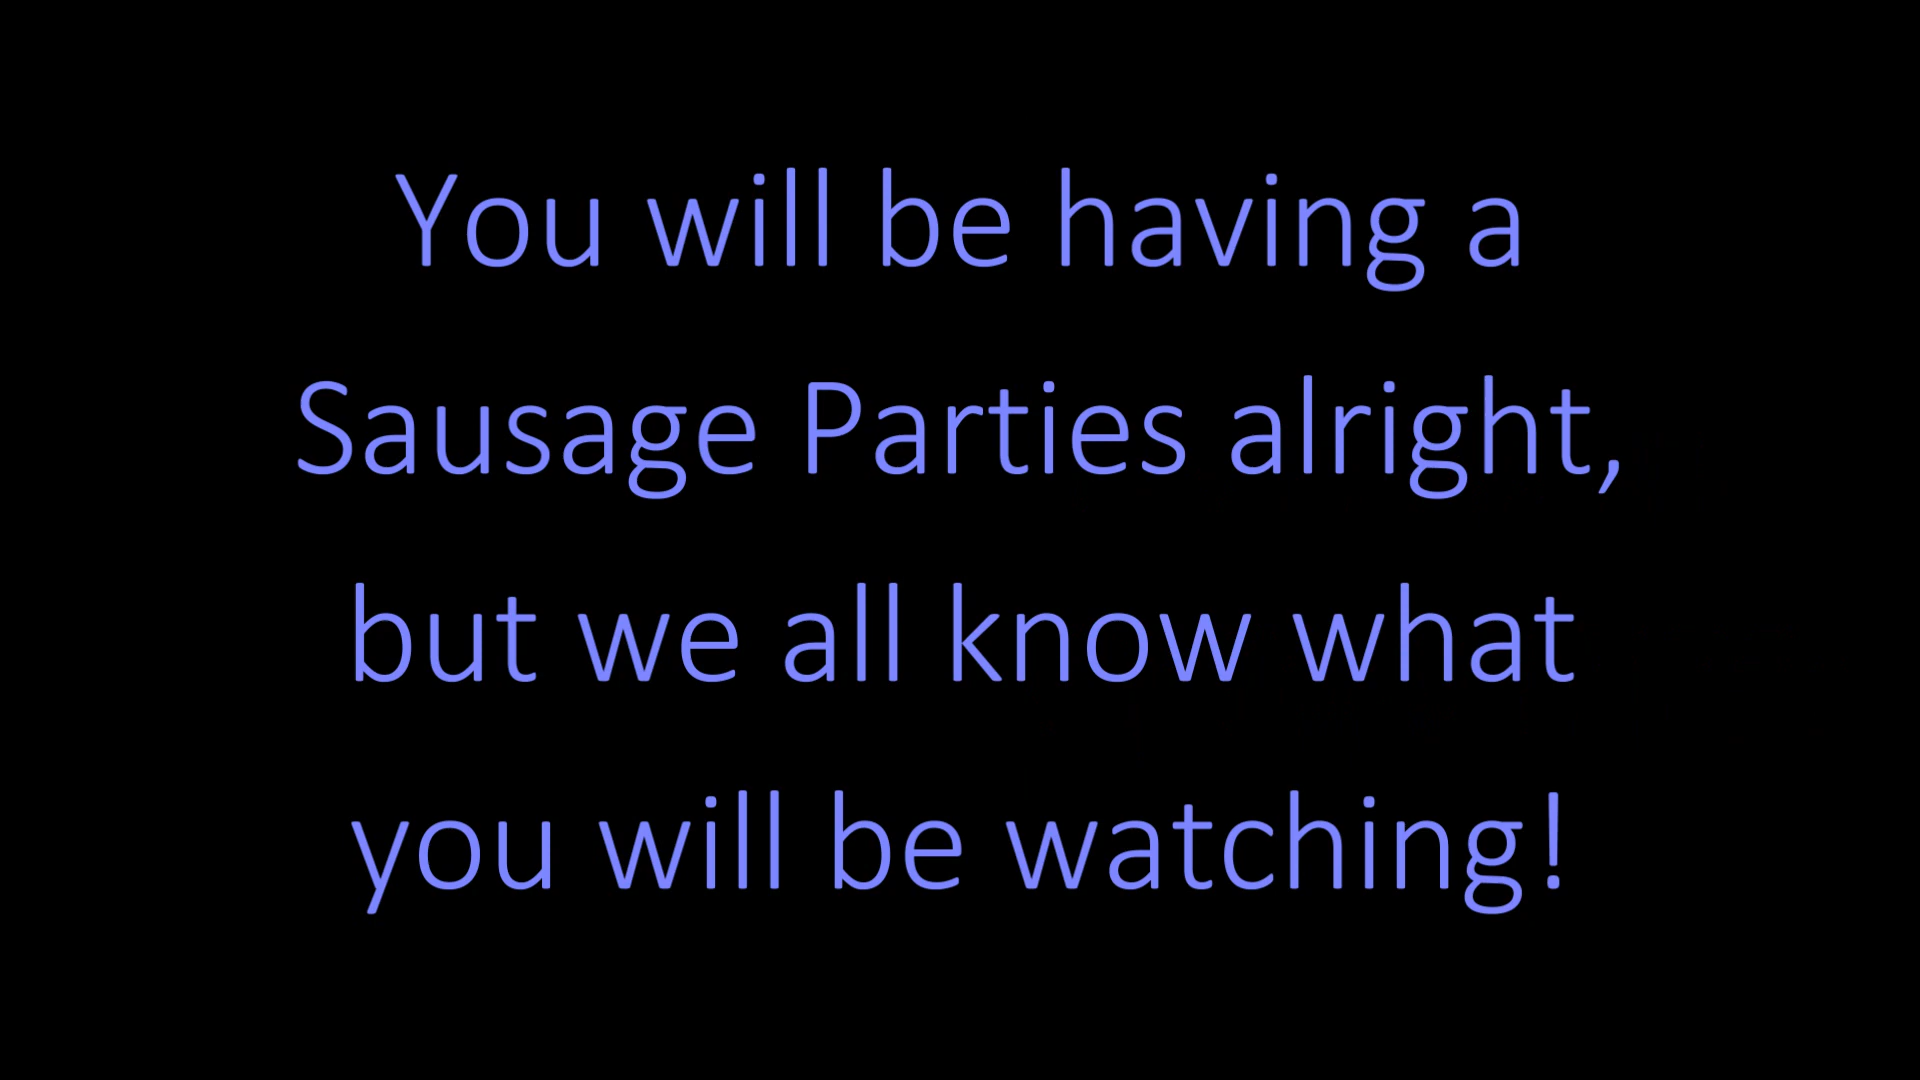 You will be having a
Sausage Parties alright,
but we all know what
you will be watching!